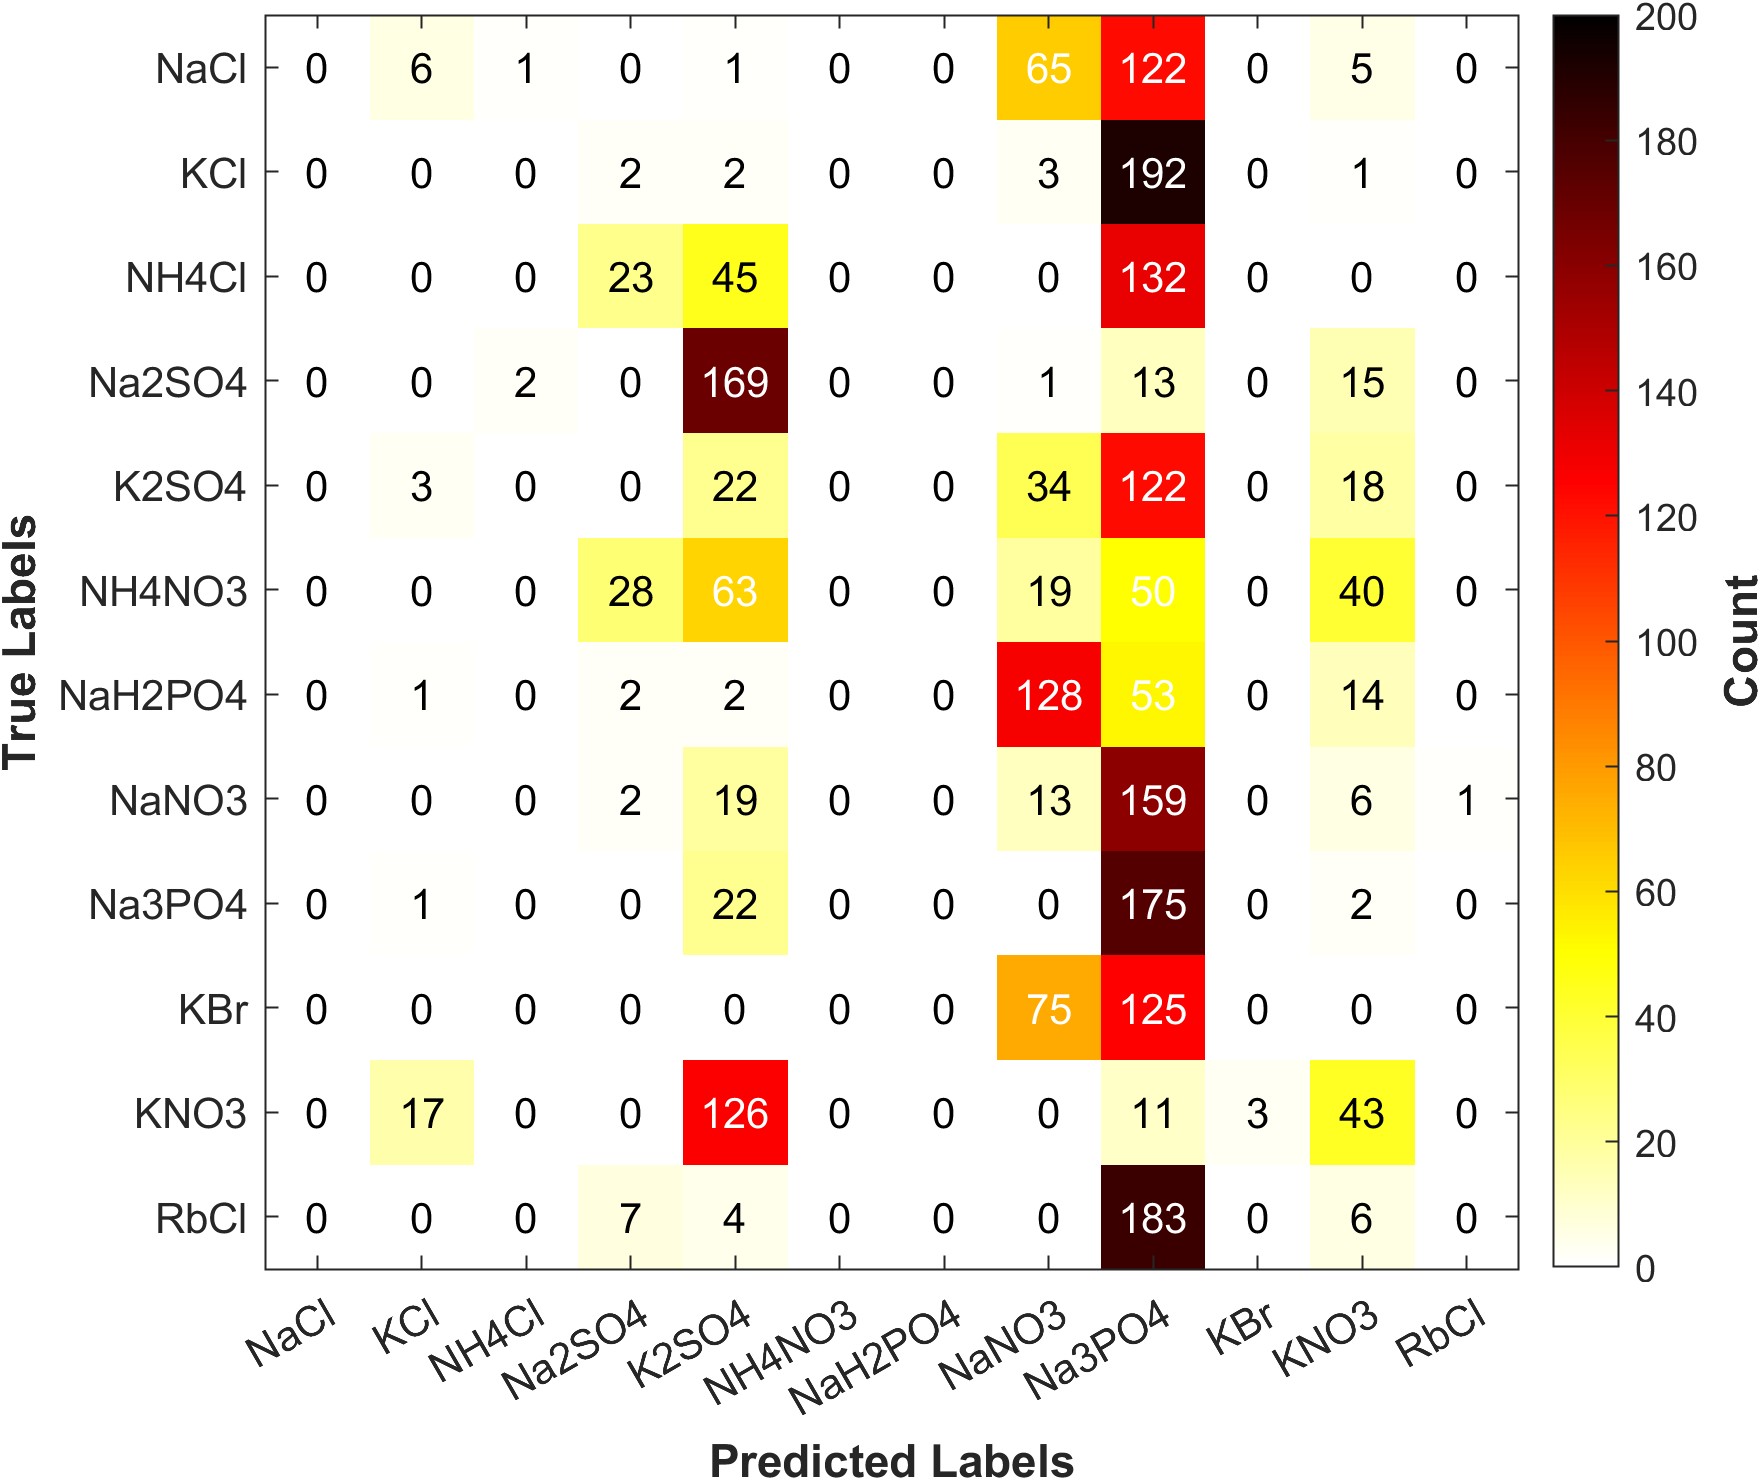 NaCl 0 6 1 0 1 0 0 65 122 0 5 0
KCl 0 0 0 2 2 0 0 3 192 0 1 0
NH4Cl 0 0 0 23 45 0 0 0 132 0 0 0
Na2SO4 0 0 2 0 169 0 0 1 13 0 15 0
K2SO4 0 3 0 0 22 0 0 34 122 0 18 0
NH4NO3 0 0 0 28 63 0 0 19 50 0 40 0
NaH2PO4 0 1 0 2 2 0 0 128 53 0 14 0
NaNO3 0 0 0 2 19 0 0 13 159 0 6 1
Na3PO4 0 1 0 0 22 0 0 0 175 0 2 0
KBr 0 0 0 0 0 0 0 75 125 0 0 0
KNO3 0 17 0 0 126 0 0 0 11 3 43 0
RbCl 0 0 0 7 4 0 0 0 183 0 6 0
NaCl KCl NH4Cl Na2SO4 K2SO4 NH4NO3 NaH2PO4 NaNO3 Na3PO4 KBr KNO3 RbCl
Predicted Labels
True Labels
200
180
160
140
120
100
80
60
40
20
0
Count